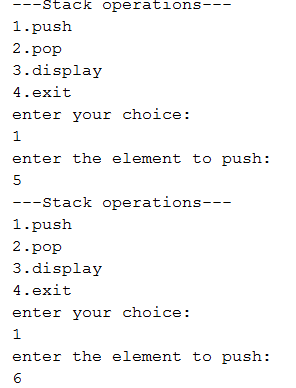 ---Stack operations---
1.push
2.pop
3.display
4.exit
enter your choice:
1
enter the element to push:
5
---Stack operations---
1.push
2.pop
3.display
4.exit
enter your choice:
1
enter the element to push:
6